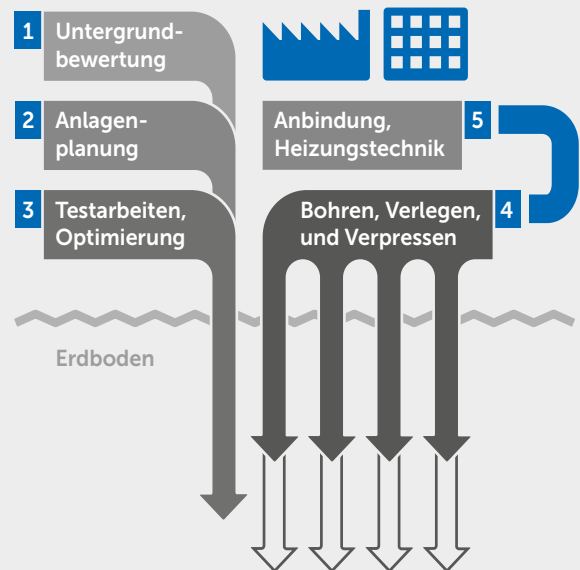 1
Untergrund-
bewertung
2
Anlagen-
planung
3
Testarbeiten,
Optimierung
Bohren, Verlegen,
und Verpressen
4
Anbindung,
Heizungstechnik
5
Erdboden